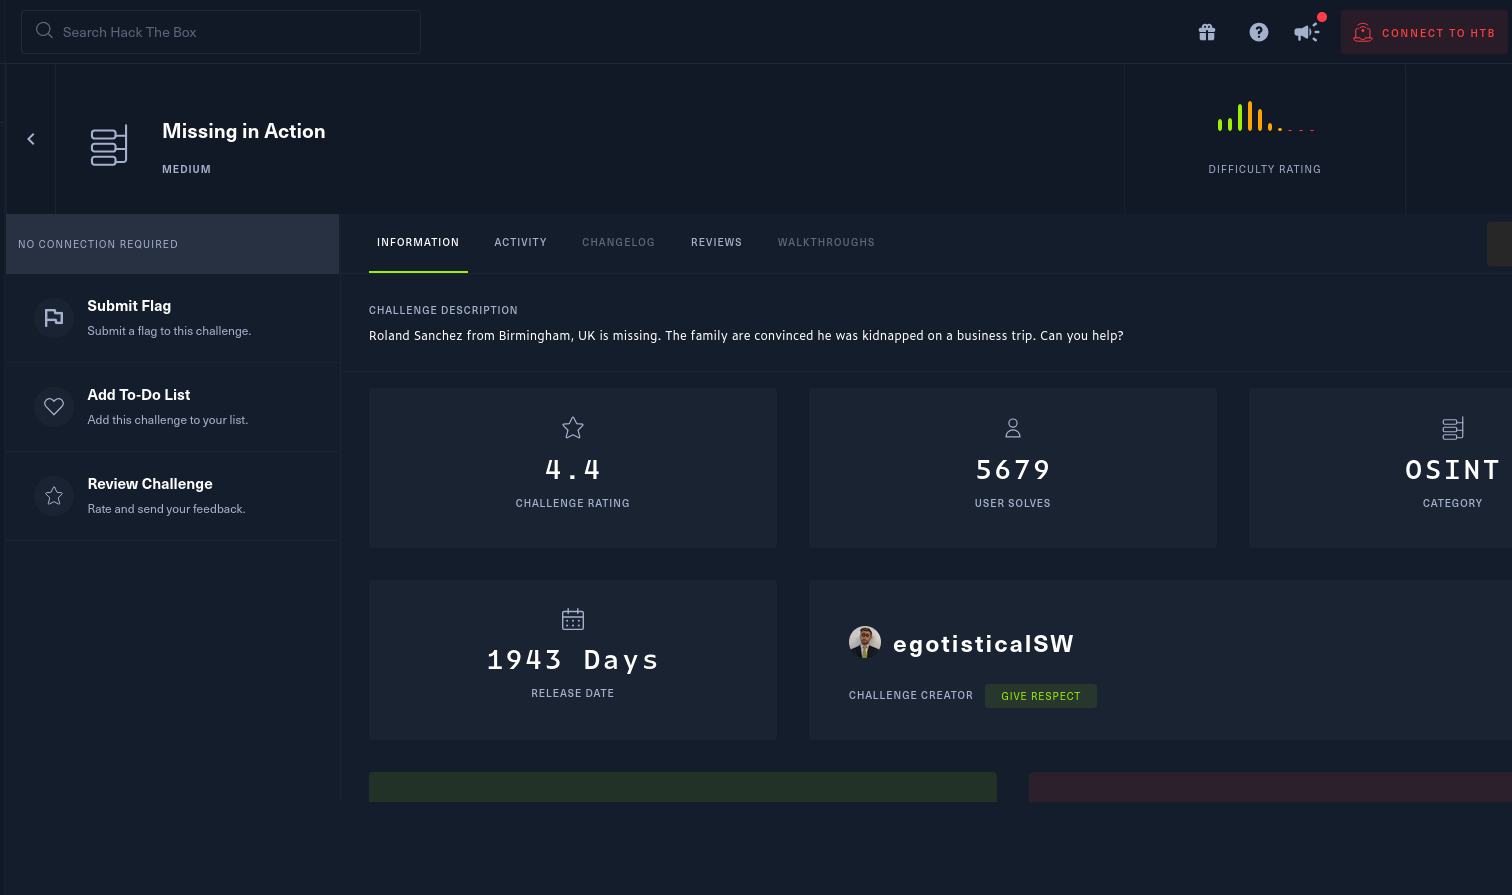 Search Hack The Box
CONNECT TO HTB
Missing in Action
MEDIUM
DIFFICULTY RATING
NO CONNECTION REQUIRED
INFORMATION ACTIVITY CHANGELOG REVIEWS WALKTHROUGHS
Submit Flag
Submit a flag to this challenge.
Add To-Do List
Add this challenge to your list.
Review Challenge
Rate and send your feedback.
CHALLENGE DESCRIPTION
Roland Sanchez from Birmingham, UK is missing. The family are convinced he was kidnapped on a business trip. Can you help?
4.4
CHALLENGE RATING
5679
USER SOLVES
OSINT
CATEGORY
1943 Days
RELEASE DATE
egotisticalSW
CHALLENGE CREATOR GIVE RESPECT